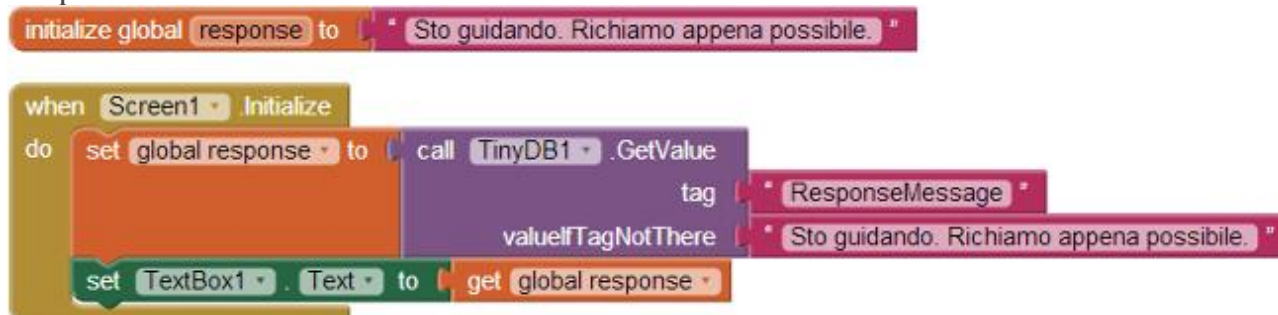 initialize global response to " Sto guidando. Richiamo appena possibile. "
when Screen1 .Initialize
do set global response to call TinyDB1 .GetValue
tag " ResponseMessage "
valueIfTagNotThere " Sto guidando. Richiamo appena possibile. "
set TextBox1 . Text to get global response